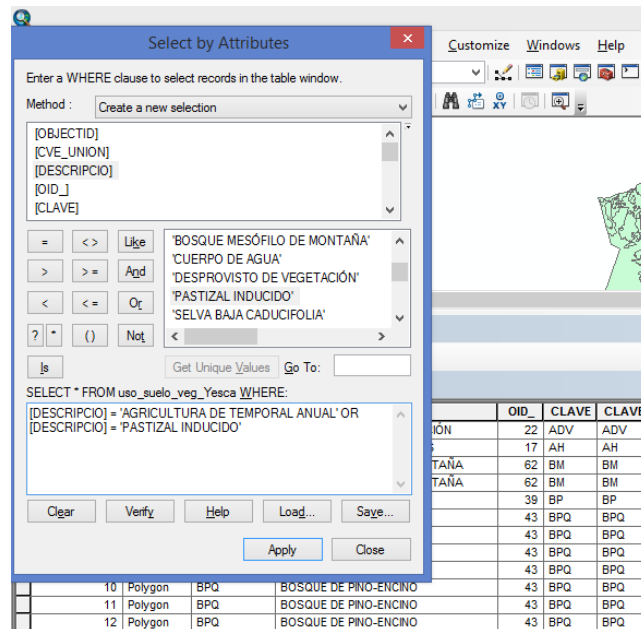 Select by Attributes
Customize Windows Help
Enter a WHERE clause to select records in the table window.
Method : Create a new selection
[OBJECTID]
[CVE_UNION]
[DESCRIPCIO]
[OID_]
[CLAVE]
= < > Like
> > = And
< < = Or
? * ( ) Not
Is
'BOSQUE MESÓFILO DE MONTAÑA'
'CUERPO DE AGUA'
'DESPROVISTO DE VEGETACIÓN'
'PASTIZAL INDUCIDO'
'SELVA BAJA CADUCIFOLIA'
Get Unique Values Go To:
SELECT * FROM uso_suelo_veg_Yesca WHERE:
[DESCRIPCIO] = 'AGRICULTURA DE TEMPORAL ANUAL' OR
[DESCRIPCIO] = 'PASTIZAL INDUCIDO'
Clear Verify Help Load... Save...
Apply Close
OID_ CLAVE CLAVE
IÓN 22 ADV ADV
17 AH AH
TAÑA 62 BM BM
TAÑA 62 BM BM
39 BP BP
43 BPQ BPQ
43 BPQ BPQ
43 BPQ BPQ
43 BPQ BPQ
10 Polygon BPQ BOSQUE DE PINO-ENCINO 43 BPQ BPQ
11 Polygon BPQ BOSQUE DE PINO-ENCINO 43 BPQ BPQ
12 Polygon BPQ BOSQUE DE PINO-ENCINO 43 BPQ BPQ